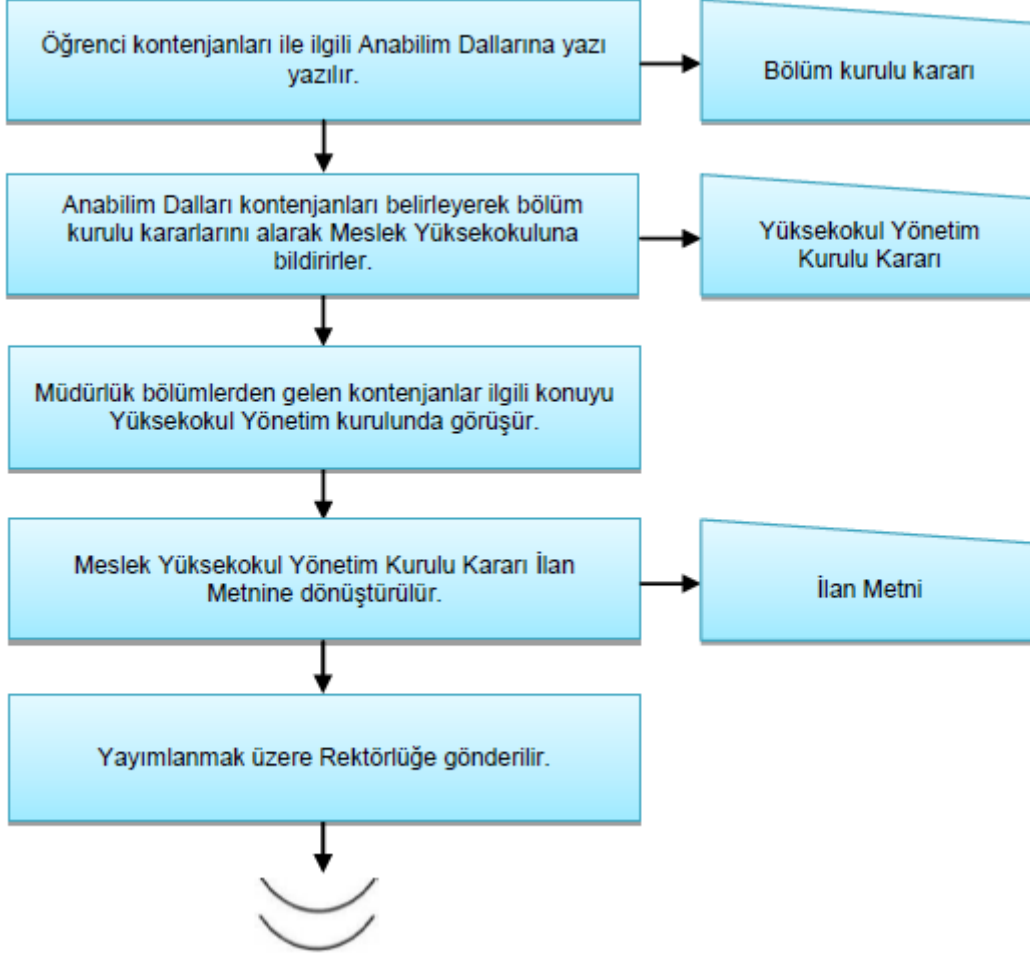 Öğrenci kontenjanları ile ilgili Anabilim Dallarına yazı
yazılır.
Bölüm kurulu kararı
Anabilim Dalları kontenjanları belirleyerek bölüm
kurulu kararlarını alarak Meslek Yüksekokuluna
bildirirler.
Yüksekokul Yönetim
Kurulu Kararı
Müdürlük bölümlerden gelen kontenjanlar ilgili konuyu
Yüksekokul Yönetim kurulunda görüşür.
Meslek Yüksekokul Yönetim Kurulu Kararı İlan
Metnine dönüştürülür.
İlan Metni
Yayımlanmak üzere Rektörlüğe gönderilir.